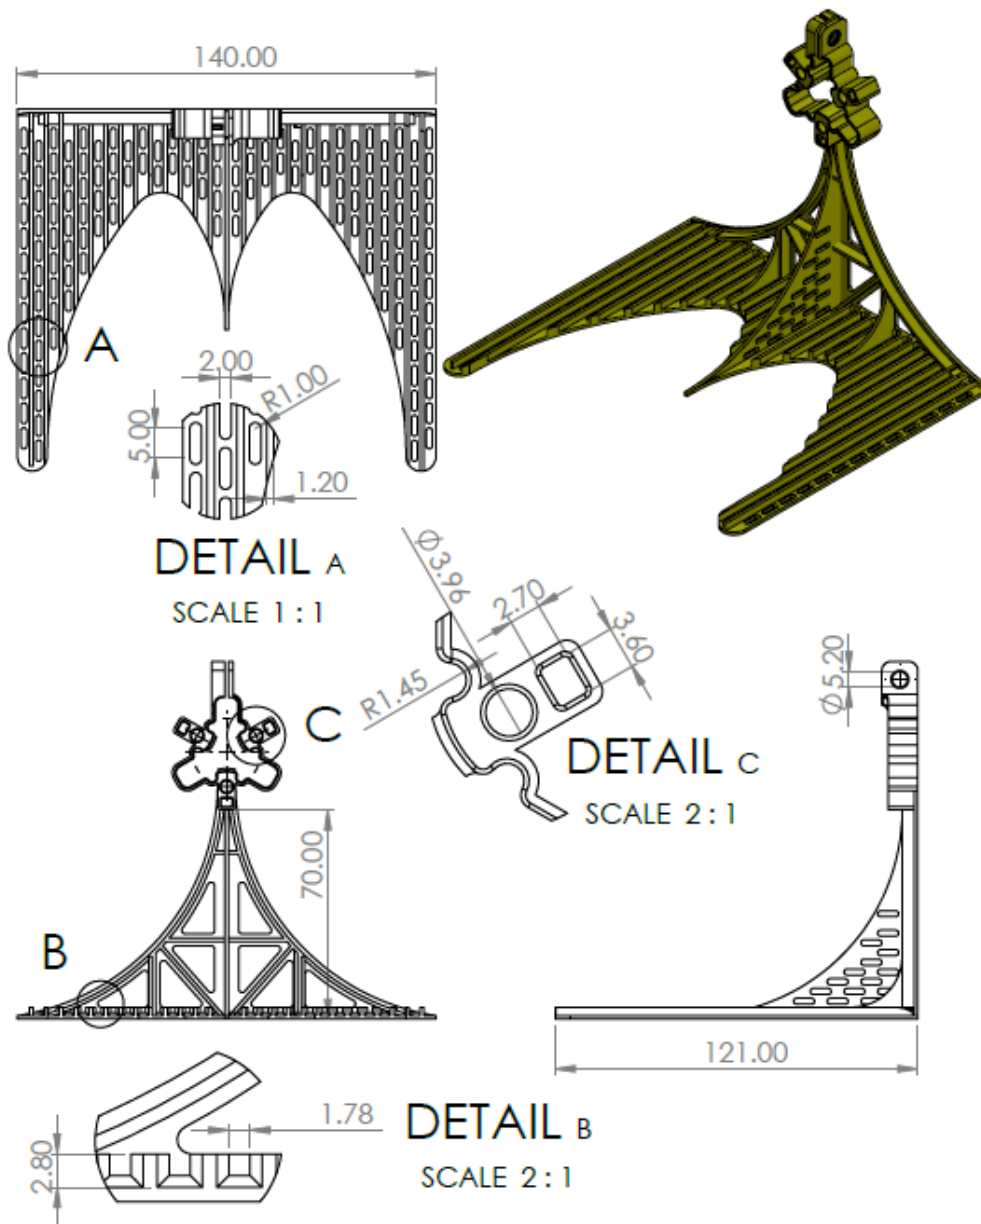 140.00
A
2.00
R1.00
5.00
1.20
DETAIL A
SCALE 1 : 1
Ø3.96
2.70
3.60
R1.45
DETAIL C
SCALE 2 : 1
C
Ø5.20
70.00
B
121.00
1.78
2.80
DETAIL B
SCALE 2 : 1